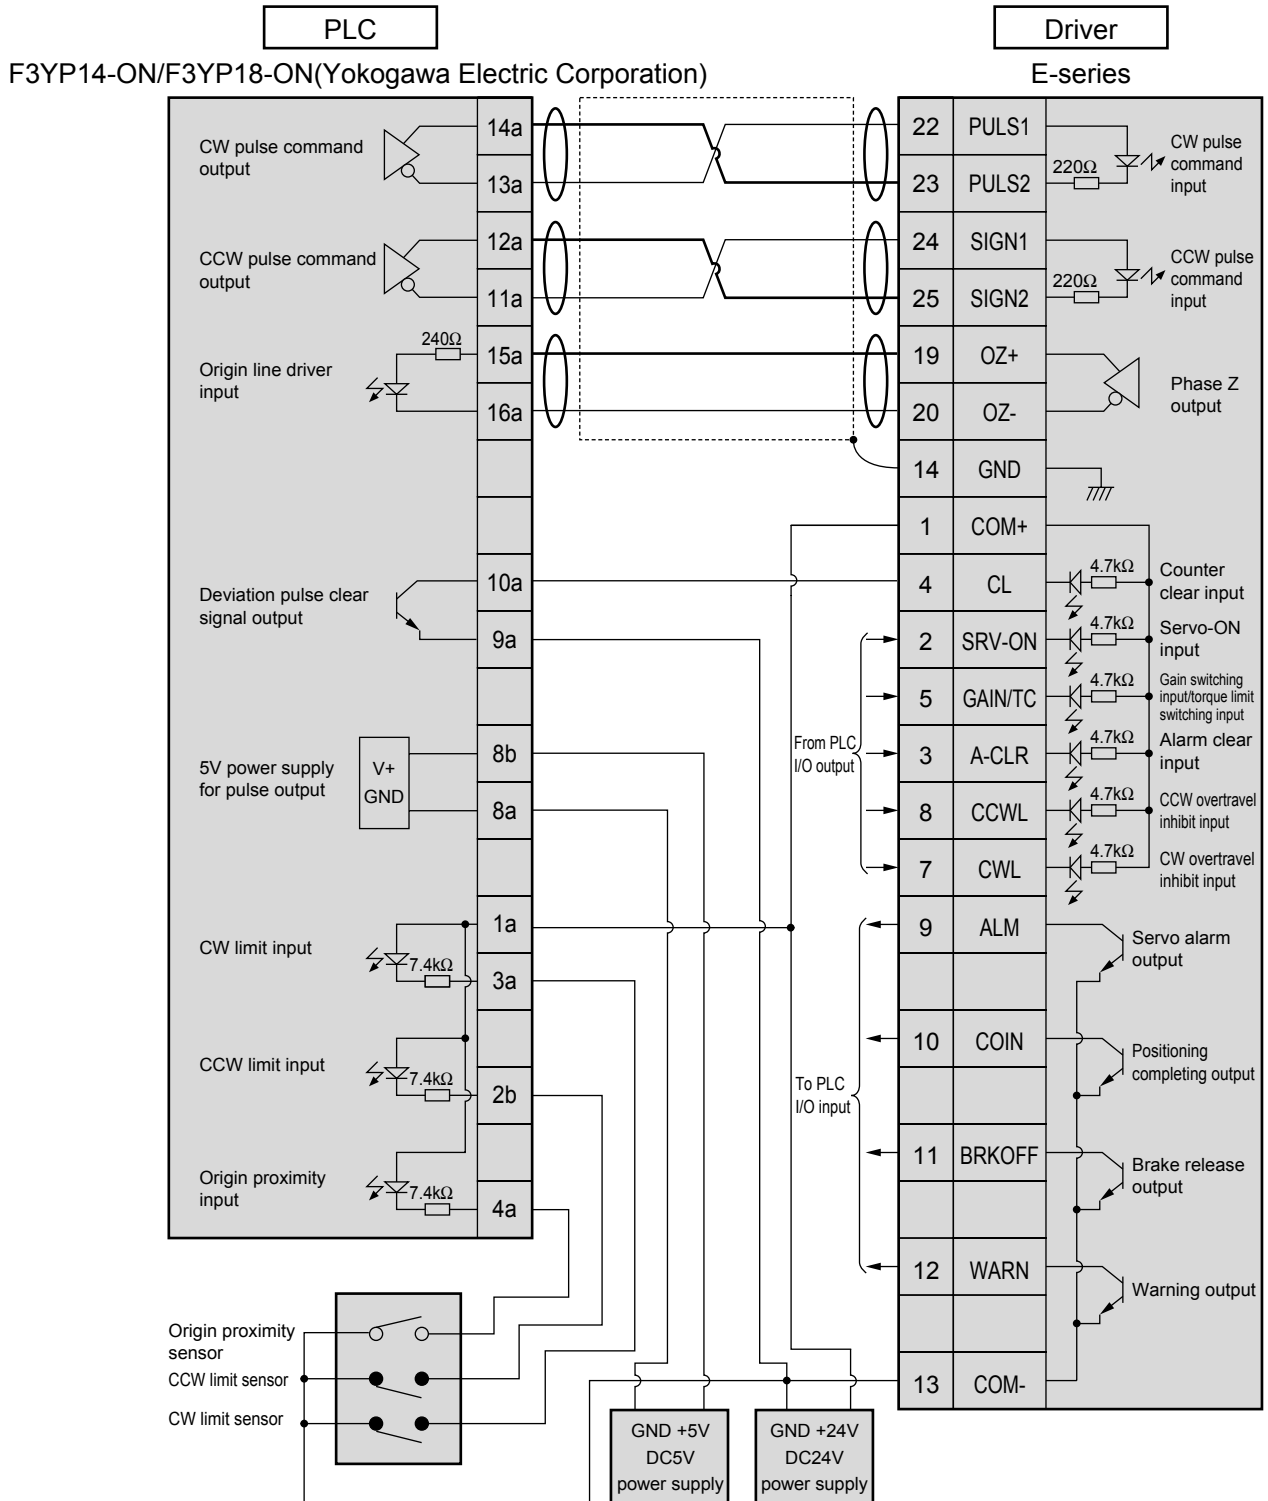 PLC
Driver
F3YP14-ON/F3YP18-ON(Yokogawa Electric Corporation)
E-series
CW pulse command
output
14a
13a
22 PULS1
23 PULS2
220Ω
CW pulse
command
input
CCW pulse command
output
12a
11a
24 SIGN1
25 SIGN2
220Ω
CCW pulse
command
input
Origin line driver
input
240Ω
15a
16a
19 OZ+
20 OZ-
Phase Z
output
14 GND
1 COM+
Deviation pulse clear
signal output
10a
9a
4 CL
4.7kΩ
Counter
clear input
From PLC
I/O output
2 SRV-ON
4.7kΩ
Servo-ON
input
5 GAIN/TC
4.7kΩ
Gain switching
input/torque limit
switching input
3 A-CLR
4.7kΩ
Alarm clear
input
8 CCWL
4.7kΩ
CCW overtravel
inhibit input
7 CWL
4.7kΩ
CW overtravel
inhibit input
5V power supply
for pulse output
V+
GND
8b
8a
CW limit input
7.4kΩ
1a
3a
CCW limit input
7.4kΩ
2b
Origin proximity
input
7.4kΩ
4a
To PLC
I/O input
9 ALM
Servo alarm
output
10 COIN
Positioning
completing output
11 BRKOFF
Brake release
output
12 WARN
Warning output
13 COM-
Origin proximity
sensor
CCW limit sensor
CW limit sensor
GND +5V
DC5V
power supply
GND +24V
DC24V
power supply